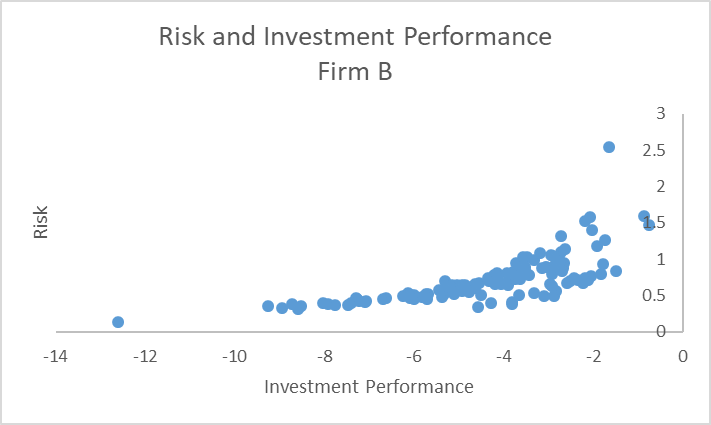 Risk and Investment Performance
Firm B
3
2.5
2
1.5
1
0.5
0
Risk
-14 -12 -10 -8 -6 -4 -2 0
Investment Performance